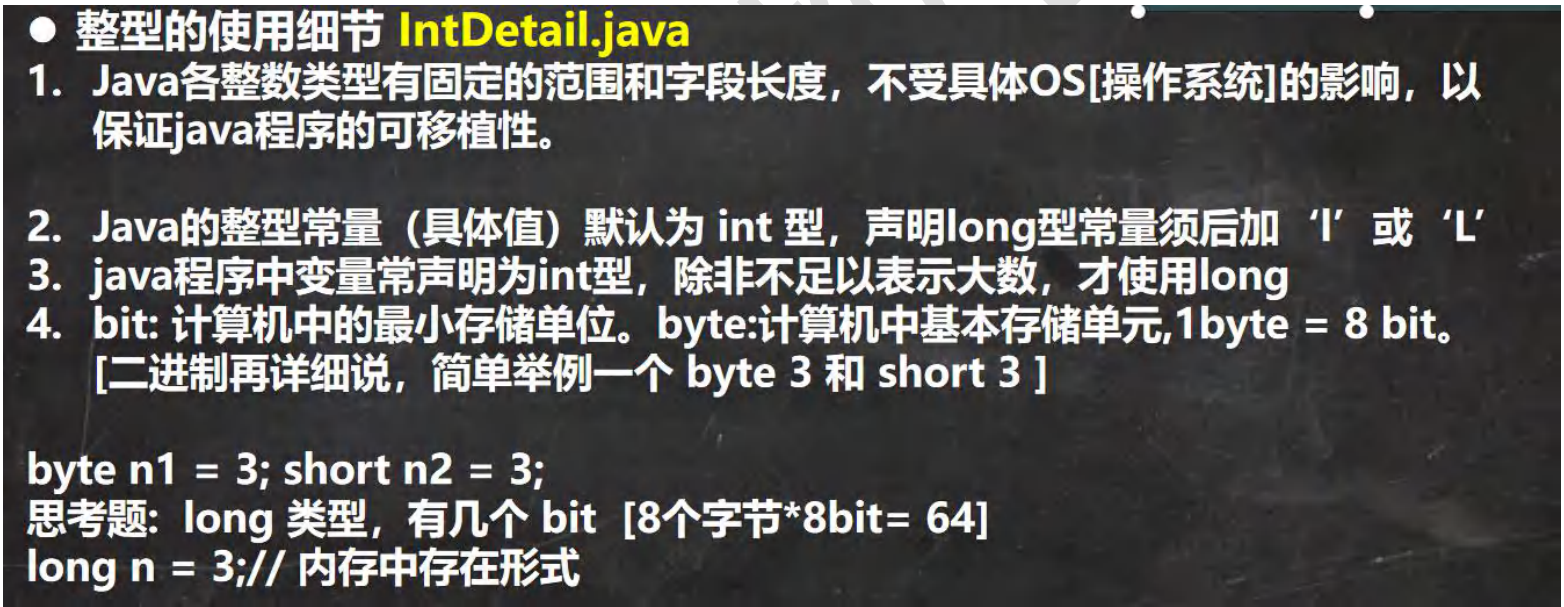 ● 整型的使用细节 IntDetail.java
1. Java各整数类型有固定的范围和字段长度，不受具体OS[操作系统]的影响，以
保证java程序的可移植性。
2. Java的整型常量（具体值）默认为 int 型，声明long型常量须后加‘l’或‘L’
3. java程序中变量常声明为int型，除非不足以表示大数，才使用long
4. bit: 计算机中的最小存储单位。byte:计算机中基本存储单元,1byte = 8 bit。
[二进制再详细说，简单举例一个 byte 3 和 short 3 ]
byte n1 = 3; short n2 = 3;
思考题: long 类型，有几个 bit [8个字节*8bit= 64]
long n = 3;// 内存中存在形式